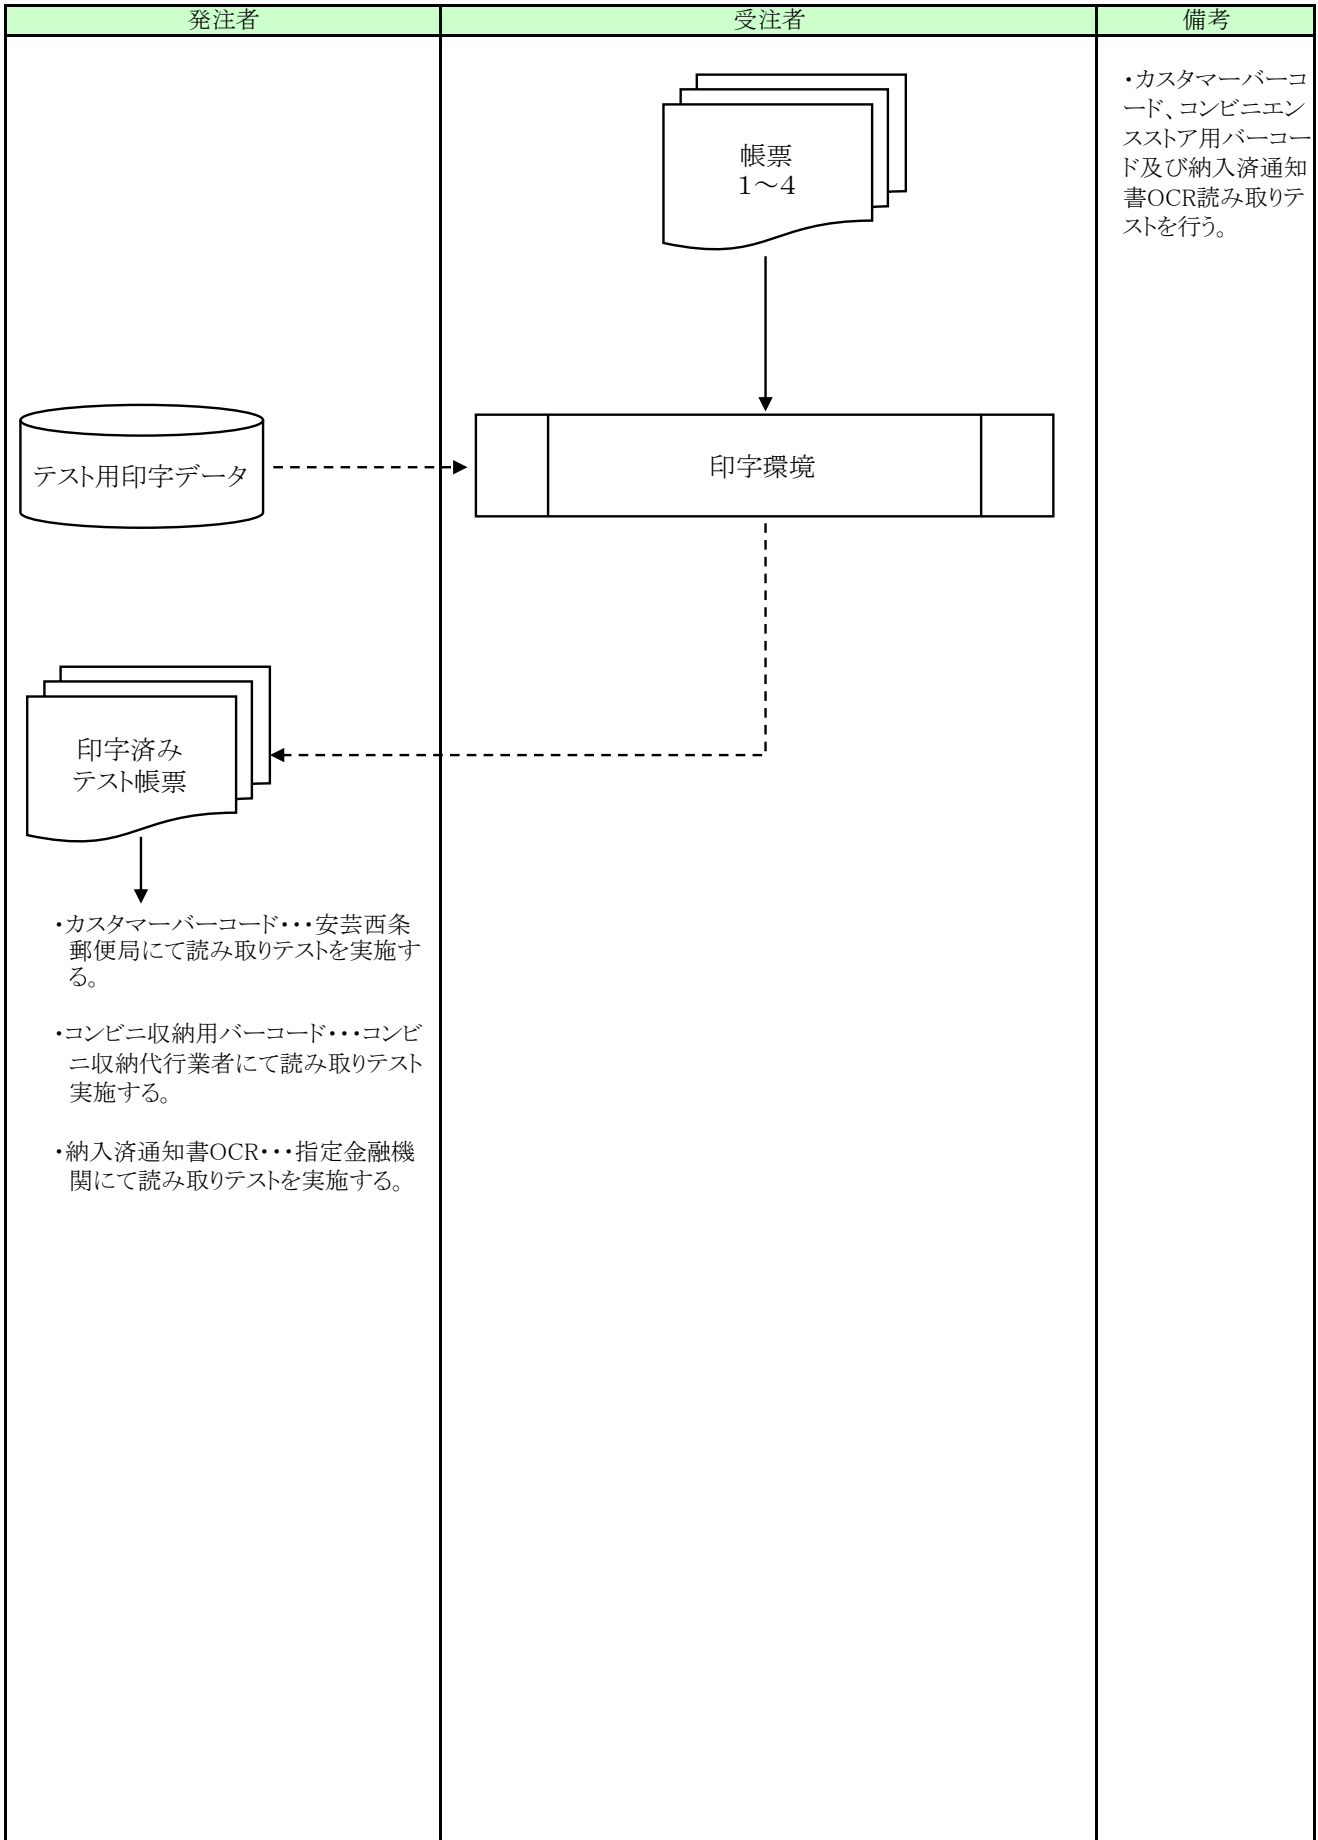 発注者
受注者
備考
帳票
1～4
・カスタマーバーコ
ード、コンビニエン
スストア用バーコー
ド及び納入済通知
書OCR読み取りテ
ストを行う。
テスト用印字データ
印字環境
印字済み
テスト帳票
・カスタマーバーコード・・・安芸西条
郵便局にて読み取りテストを実施す
る。
・コンビニ収納用バーコード・・・コンビ
ニ収納代行業者にて読み取りテスト
実施する。
・納入済通知書OCR・・・指定金融機
関にて読み取りテストを実施する。